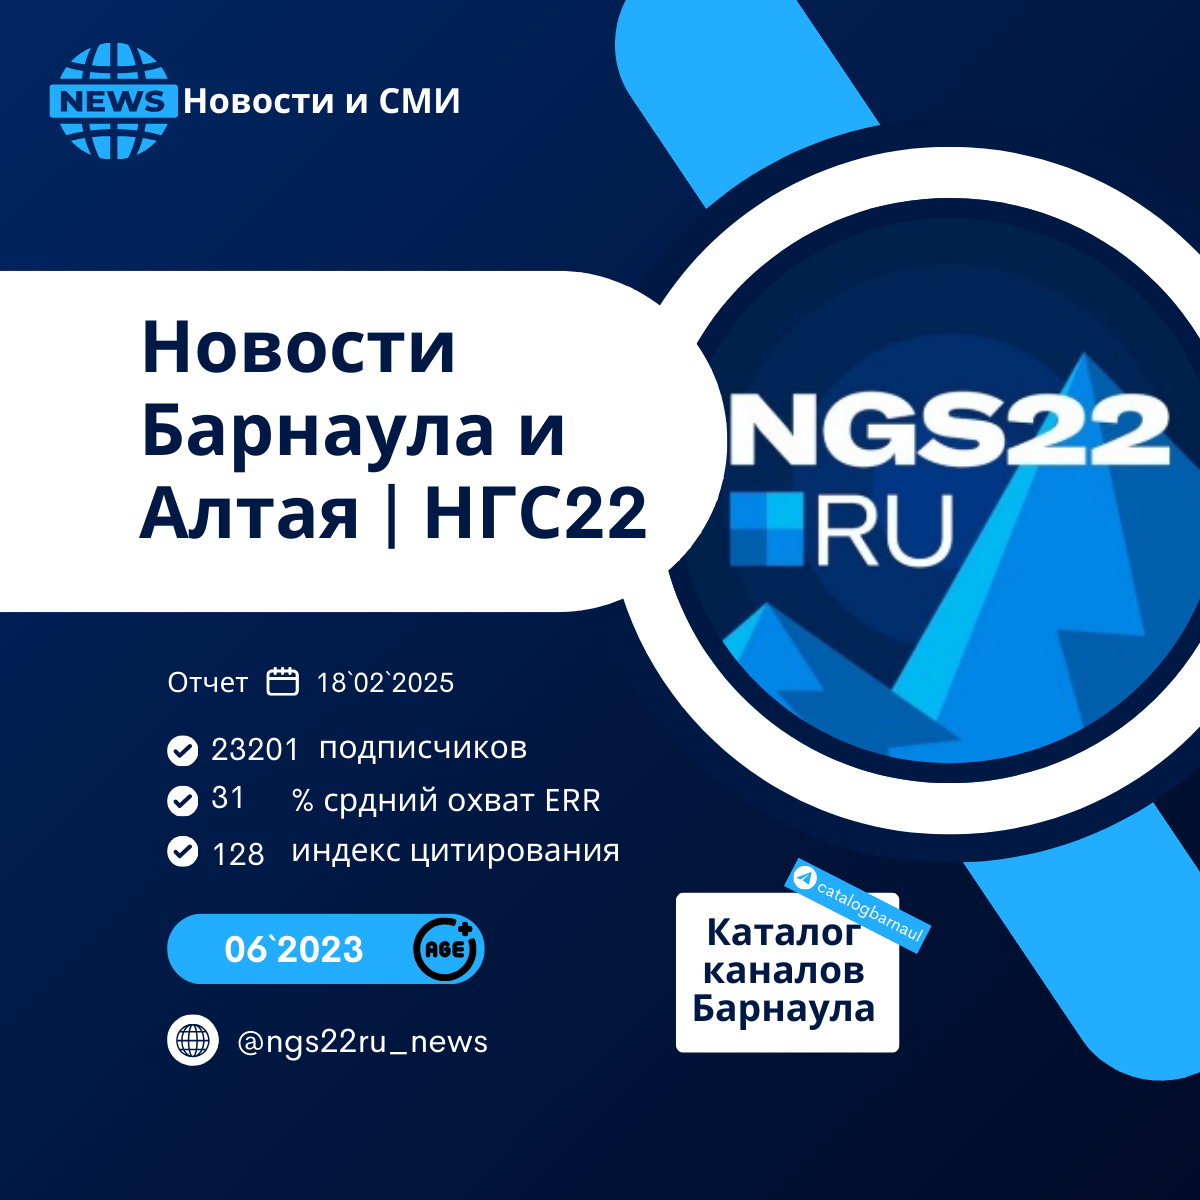 NEWS Новости и СМИ
Новости
Барнаула и
Алтая | НГС22
NGS22
RU
Отчет 18`02`2025
23201 подписчиков
31 % срдний охват ERR
128 индекс цитирования
06`2023 AGE+
@ngs22ru_news
catalogbarnaul
Каталог
каналов
Барнаула